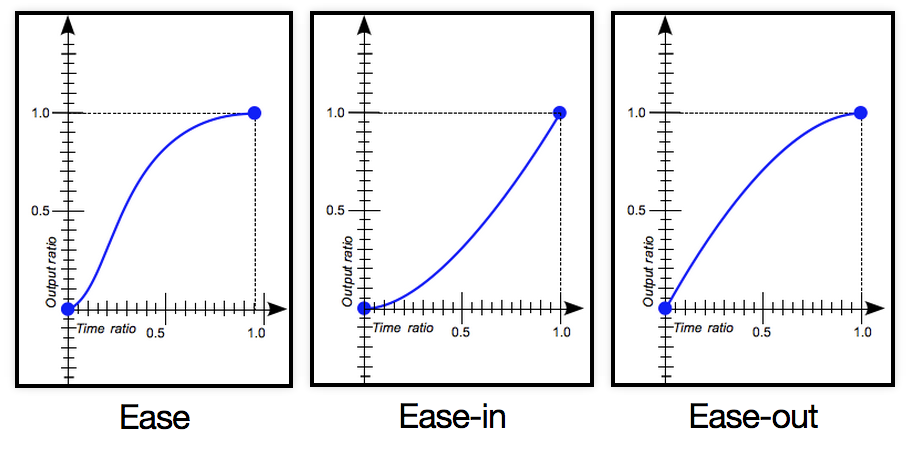 1.0
0.5
Output ratio
Time ratio
0.5
1.0
Ease
1.0
0.5
Output ratio
Time ratio
0.5
1.0
Ease-in
1.0
0.5
Output ratio
Time ratio
0.5
1.0
Ease-out